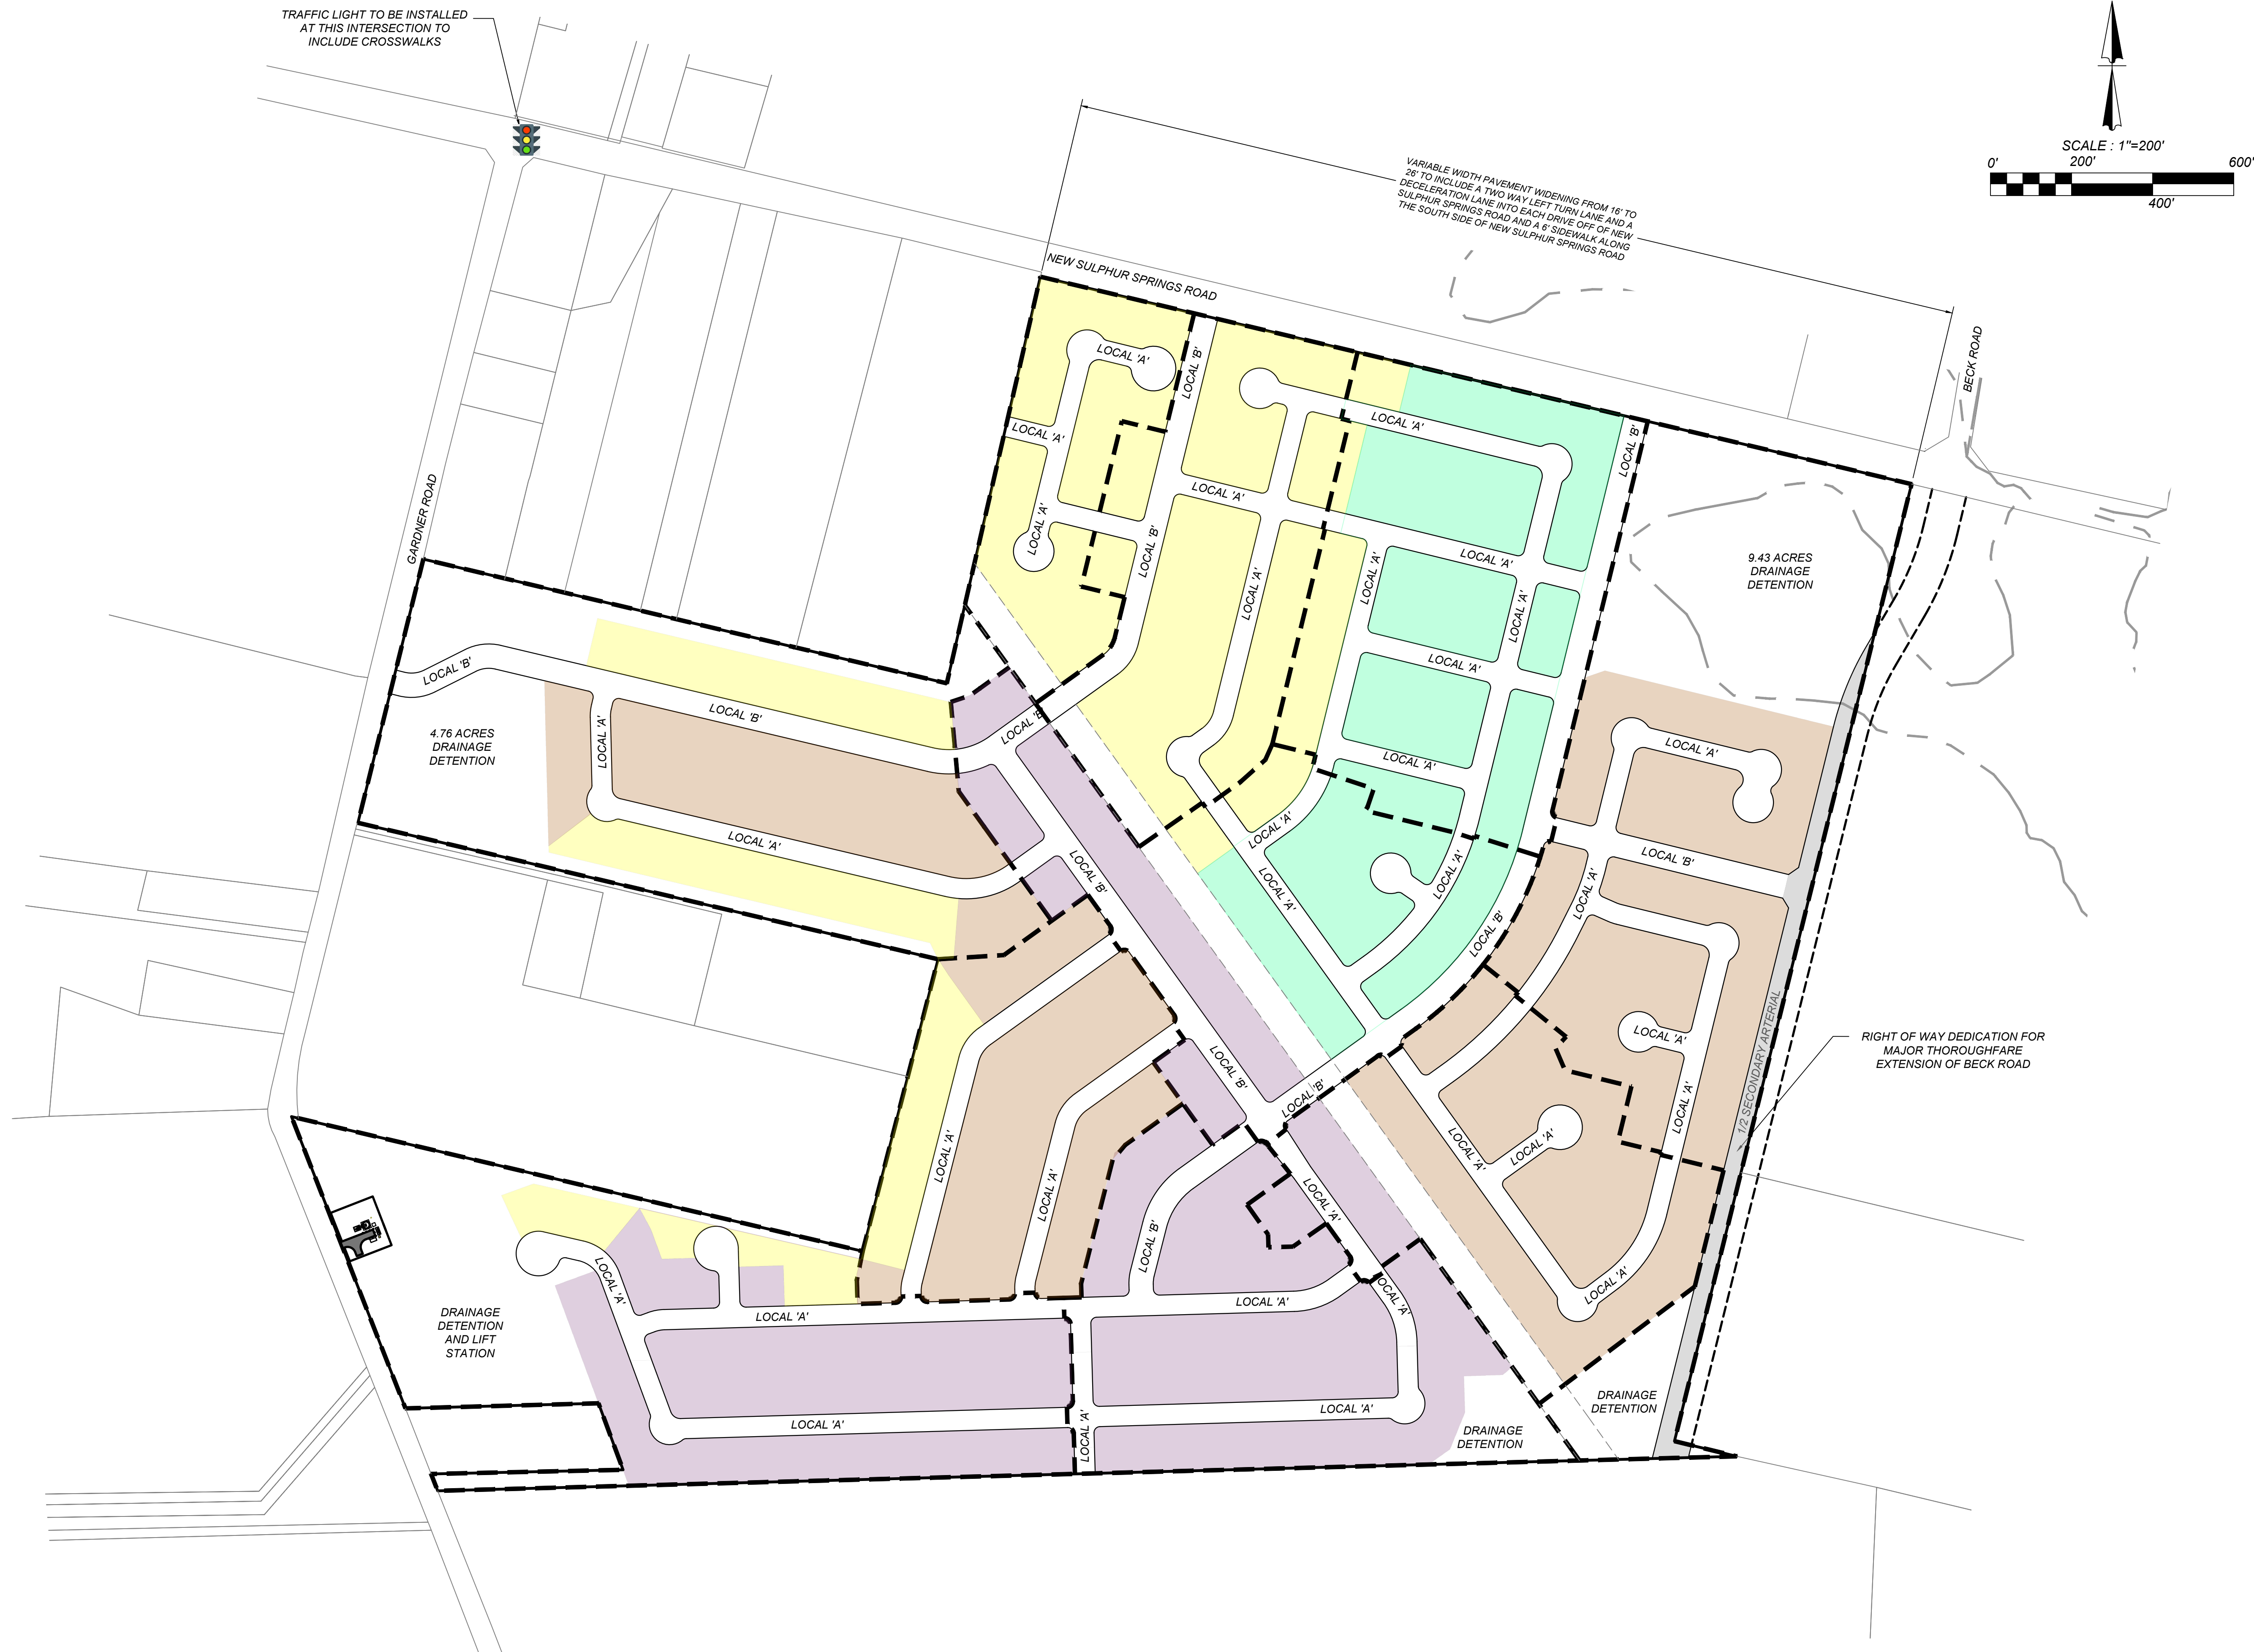 TRAFFIC LIGHT TO BE INSTALLED
AT THIS INTERSECTION TO
INCLUDE CROSSWALKS
SCALE : 1"=200'
0'
200'
600'
400'
VARIABLE WIDTH PAVEMENT WIDENING FROM 16' TO
26' TO INCLUDE A TWO WAY LEFT TURN LANE AND A
DECELERATION LANE INTO EACH DRIVE OFF OF NEW
SULPHUR SPRINGS ROAD AND A 6' SIDEWALK ALONG
THE SOUTH SIDE OF NEW SULPHUR SPRINGS ROAD
NEW SULPHUR SPRINGS ROAD
BECK ROAD
GARDNER ROAD
LOCAL 'A'
LOCAL 'B'
LOCAL 'A'
LOCAL 'A'
LOCAL 'B'
LOCAL 'A'
LOCAL 'A'
LOCAL 'B'
LOCAL 'A'
LOCAL 'A'
LOCAL 'A'
LOCAL 'A'
LOCAL 'A'
LOCAL 'A'
LOCAL 'A'
9.43 ACRES
DRAINAGE
DETENTION
LOCAL 'B'
LOCAL 'B'
LOCAL 'A'
LOCAL 'B
4.76 ACRES
DRAINAGE
DETENTION
LOCAL 'A'
LOCAL 'A'
LOCAL 'B'
LOCAL 'A'
LOCAL 'A'
LOCAL 'A'
LOCAL 'B'
LOCAL 'A'
LOCAL 'B'
LOCAL 'A'
LOCAL 'A'
LOCAL 'A'
LOCAL 'A'
LOCAL 'A'
LOCAL 'A'
1/2 SECONDARY ARTERIAL
RIGHT OF WAY DEDICATION FOR
MAJOR THOROUGHFARE
EXTENSION OF BECK ROAD
LOCAL 'B'
LOCAL 'B'
LOCAL 'A'
LOCAL 'A'
LOCAL 'B'
LOCAL 'A'
LOCAL 'A'
LOCAL 'A'
LOCAL 'A'
LOCAL 'A'
DRAINAGE
DETENTION
AND LIFT
STATION
LOCAL 'A'
LOCAL 'A'
LOCAL 'A'
DRAINAGE
DETENTION
DRAINAGE
DETENTION